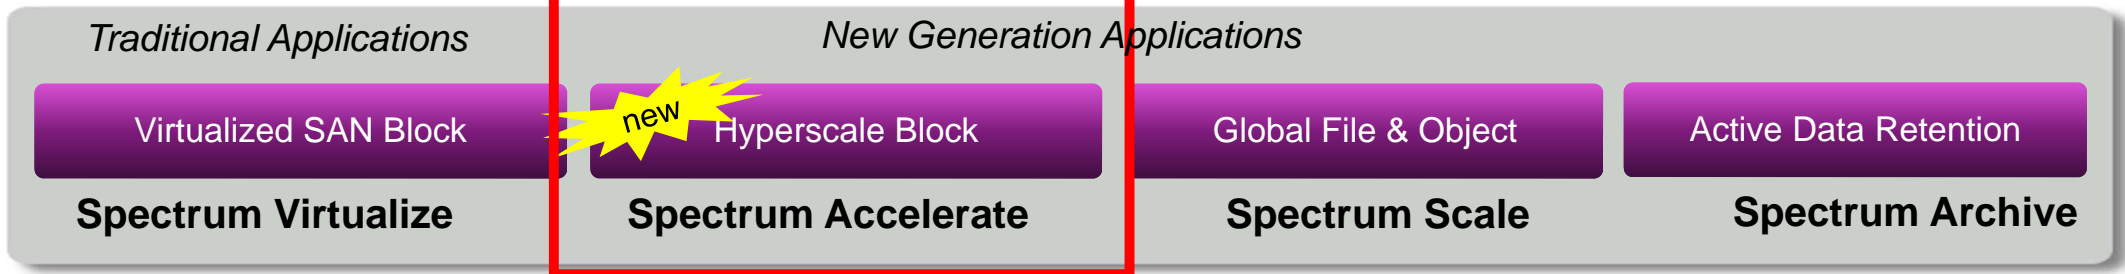 Traditional Applications
New Generation Applications
Virtualized SAN Block
new
Hyperscale Block
Global File & Object
Active Data Retention
Spectrum Virtualize
Spectrum Accelerate
Spectrum Scale
Spectrum Archive